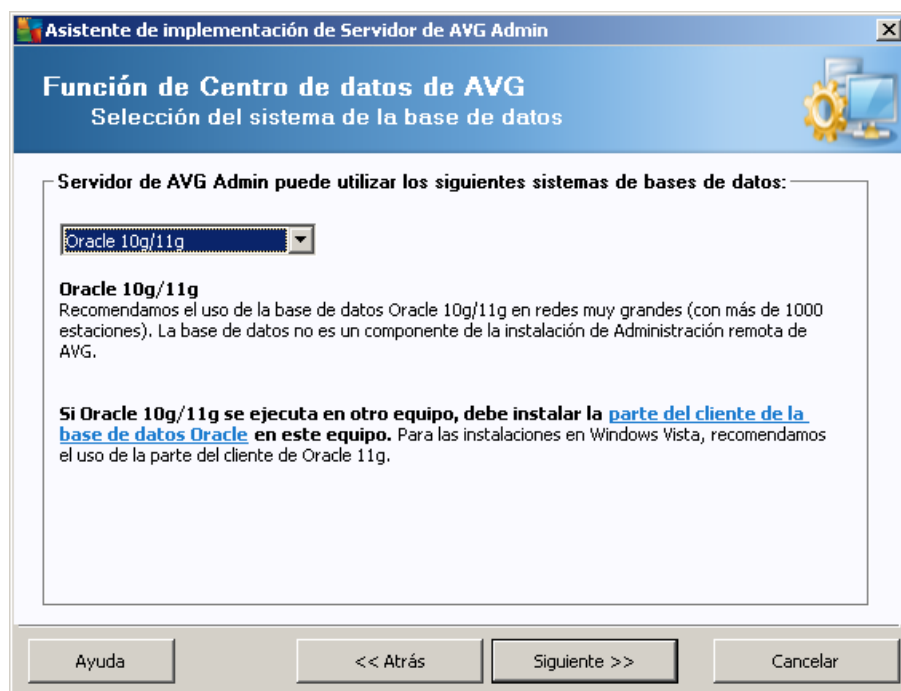 Asistente de implementación de Servidor de AVG Admin
Función de Centro de datos de AVG
Selección del sistema de la base de datos
Servidor de AVG Admin puede utilizar los siguientes sistemas de bases de datos:
Oracle 10g/11g
Oracle 10g/11g
Recomendamos el uso de la base de datos Oracle 10g/11g en redes muy grandes (con más de 1000
estaciones). La base de datos no es un componente de la instalación de Administración remota de
AVG.
Si Oracle 10g/11g se ejecuta en otro equipo, debe instalar la parte del cliente de la
base de datos Oracle en este equipo. Para las instalaciones en Windows Vista, recomendamos
el uso de la parte del cliente de Oracle 11g.
Ayuda
<< Atrás
Siguiente >>
Cancelar